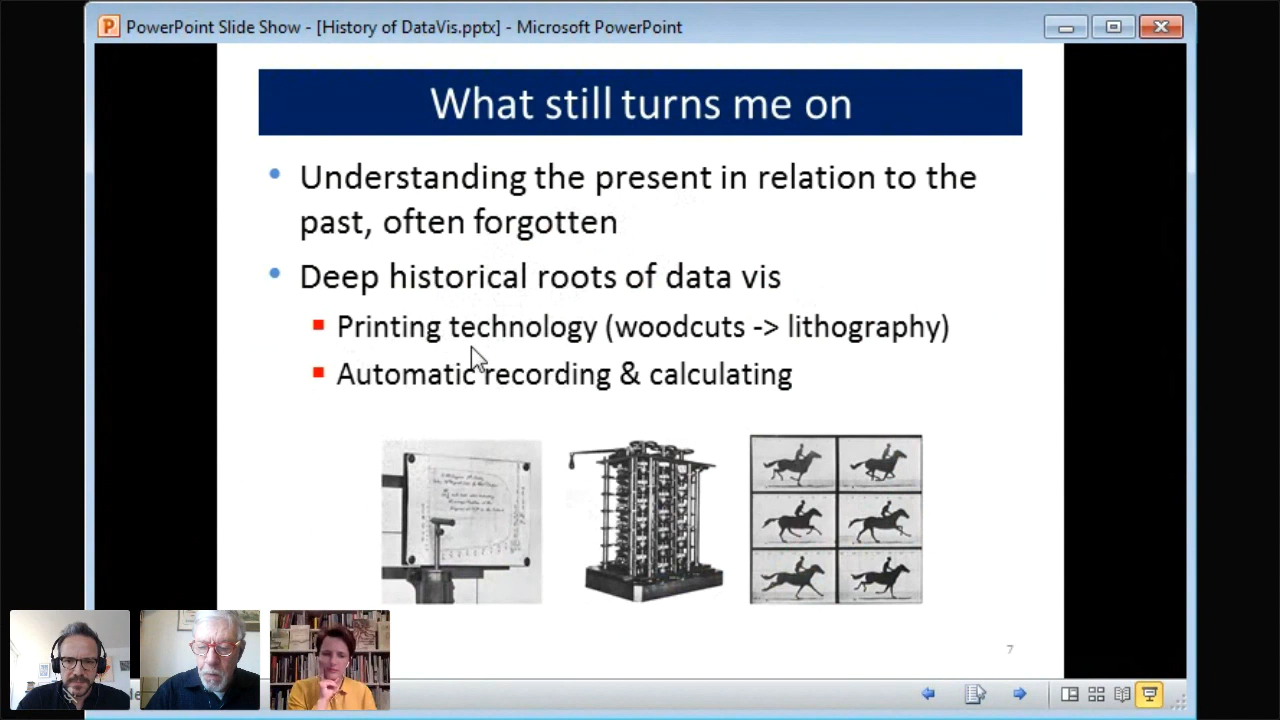 PowerPoint Slide Show - [History of DataVis.pptx] - Microsoft PowerPoint
What still turns me on
• Understanding the present in relation to the
past, often forgotten
• Deep historical roots of data vis
▪ Printing technology (woodcuts -> lithography)
▪ Automatic recording & calculating
7